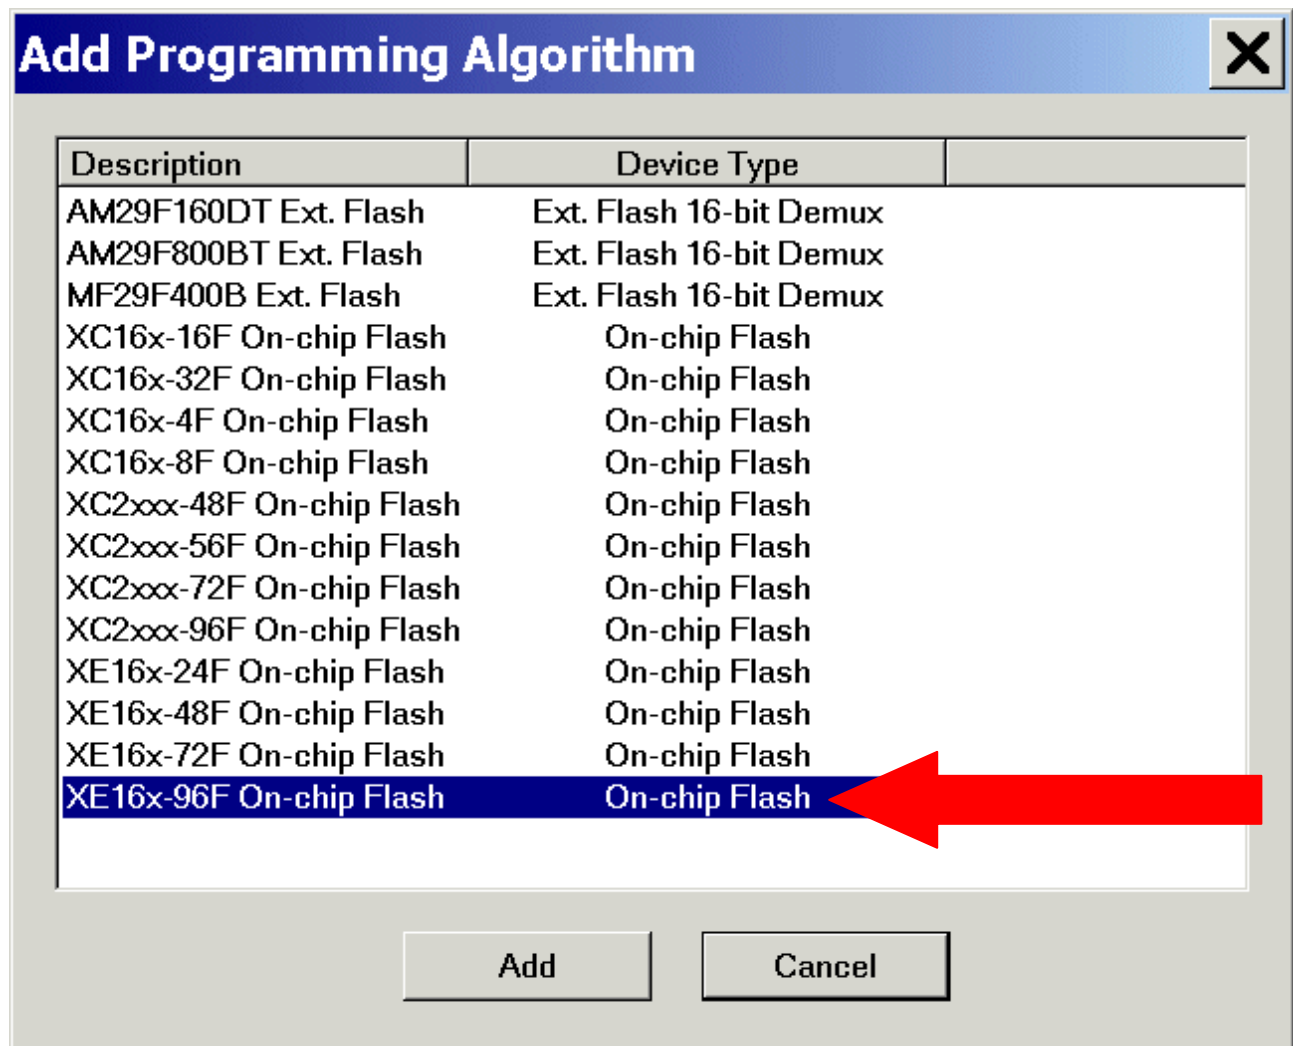 Add Programming Algorithm
Description Device Type
AM29F160DT Ext. Flash Ext. Flash 16-bit Demux
AM29F800BT Ext. Flash Ext. Flash 16-bit Demux
MF29F400B Ext. Flash Ext. Flash 16-bit Demux
XC16x-16F On-chip Flash On-chip Flash
XC16x-32F On-chip Flash On-chip Flash
XC16x-4F On-chip Flash On-chip Flash
XC16x-8F On-chip Flash On-chip Flash
XC2xxx-48F On-chip Flash On-chip Flash
XC2xxx-56F On-chip Flash On-chip Flash
XC2xxx-72F On-chip Flash On-chip Flash
XC2xxx-96F On-chip Flash On-chip Flash
XE16x-24F On-chip Flash On-chip Flash
XE16x-48F On-chip Flash On-chip Flash
XE16x-72F On-chip Flash On-chip Flash
XE16x-96F On-chip Flash On-chip Flash
Add Cancel